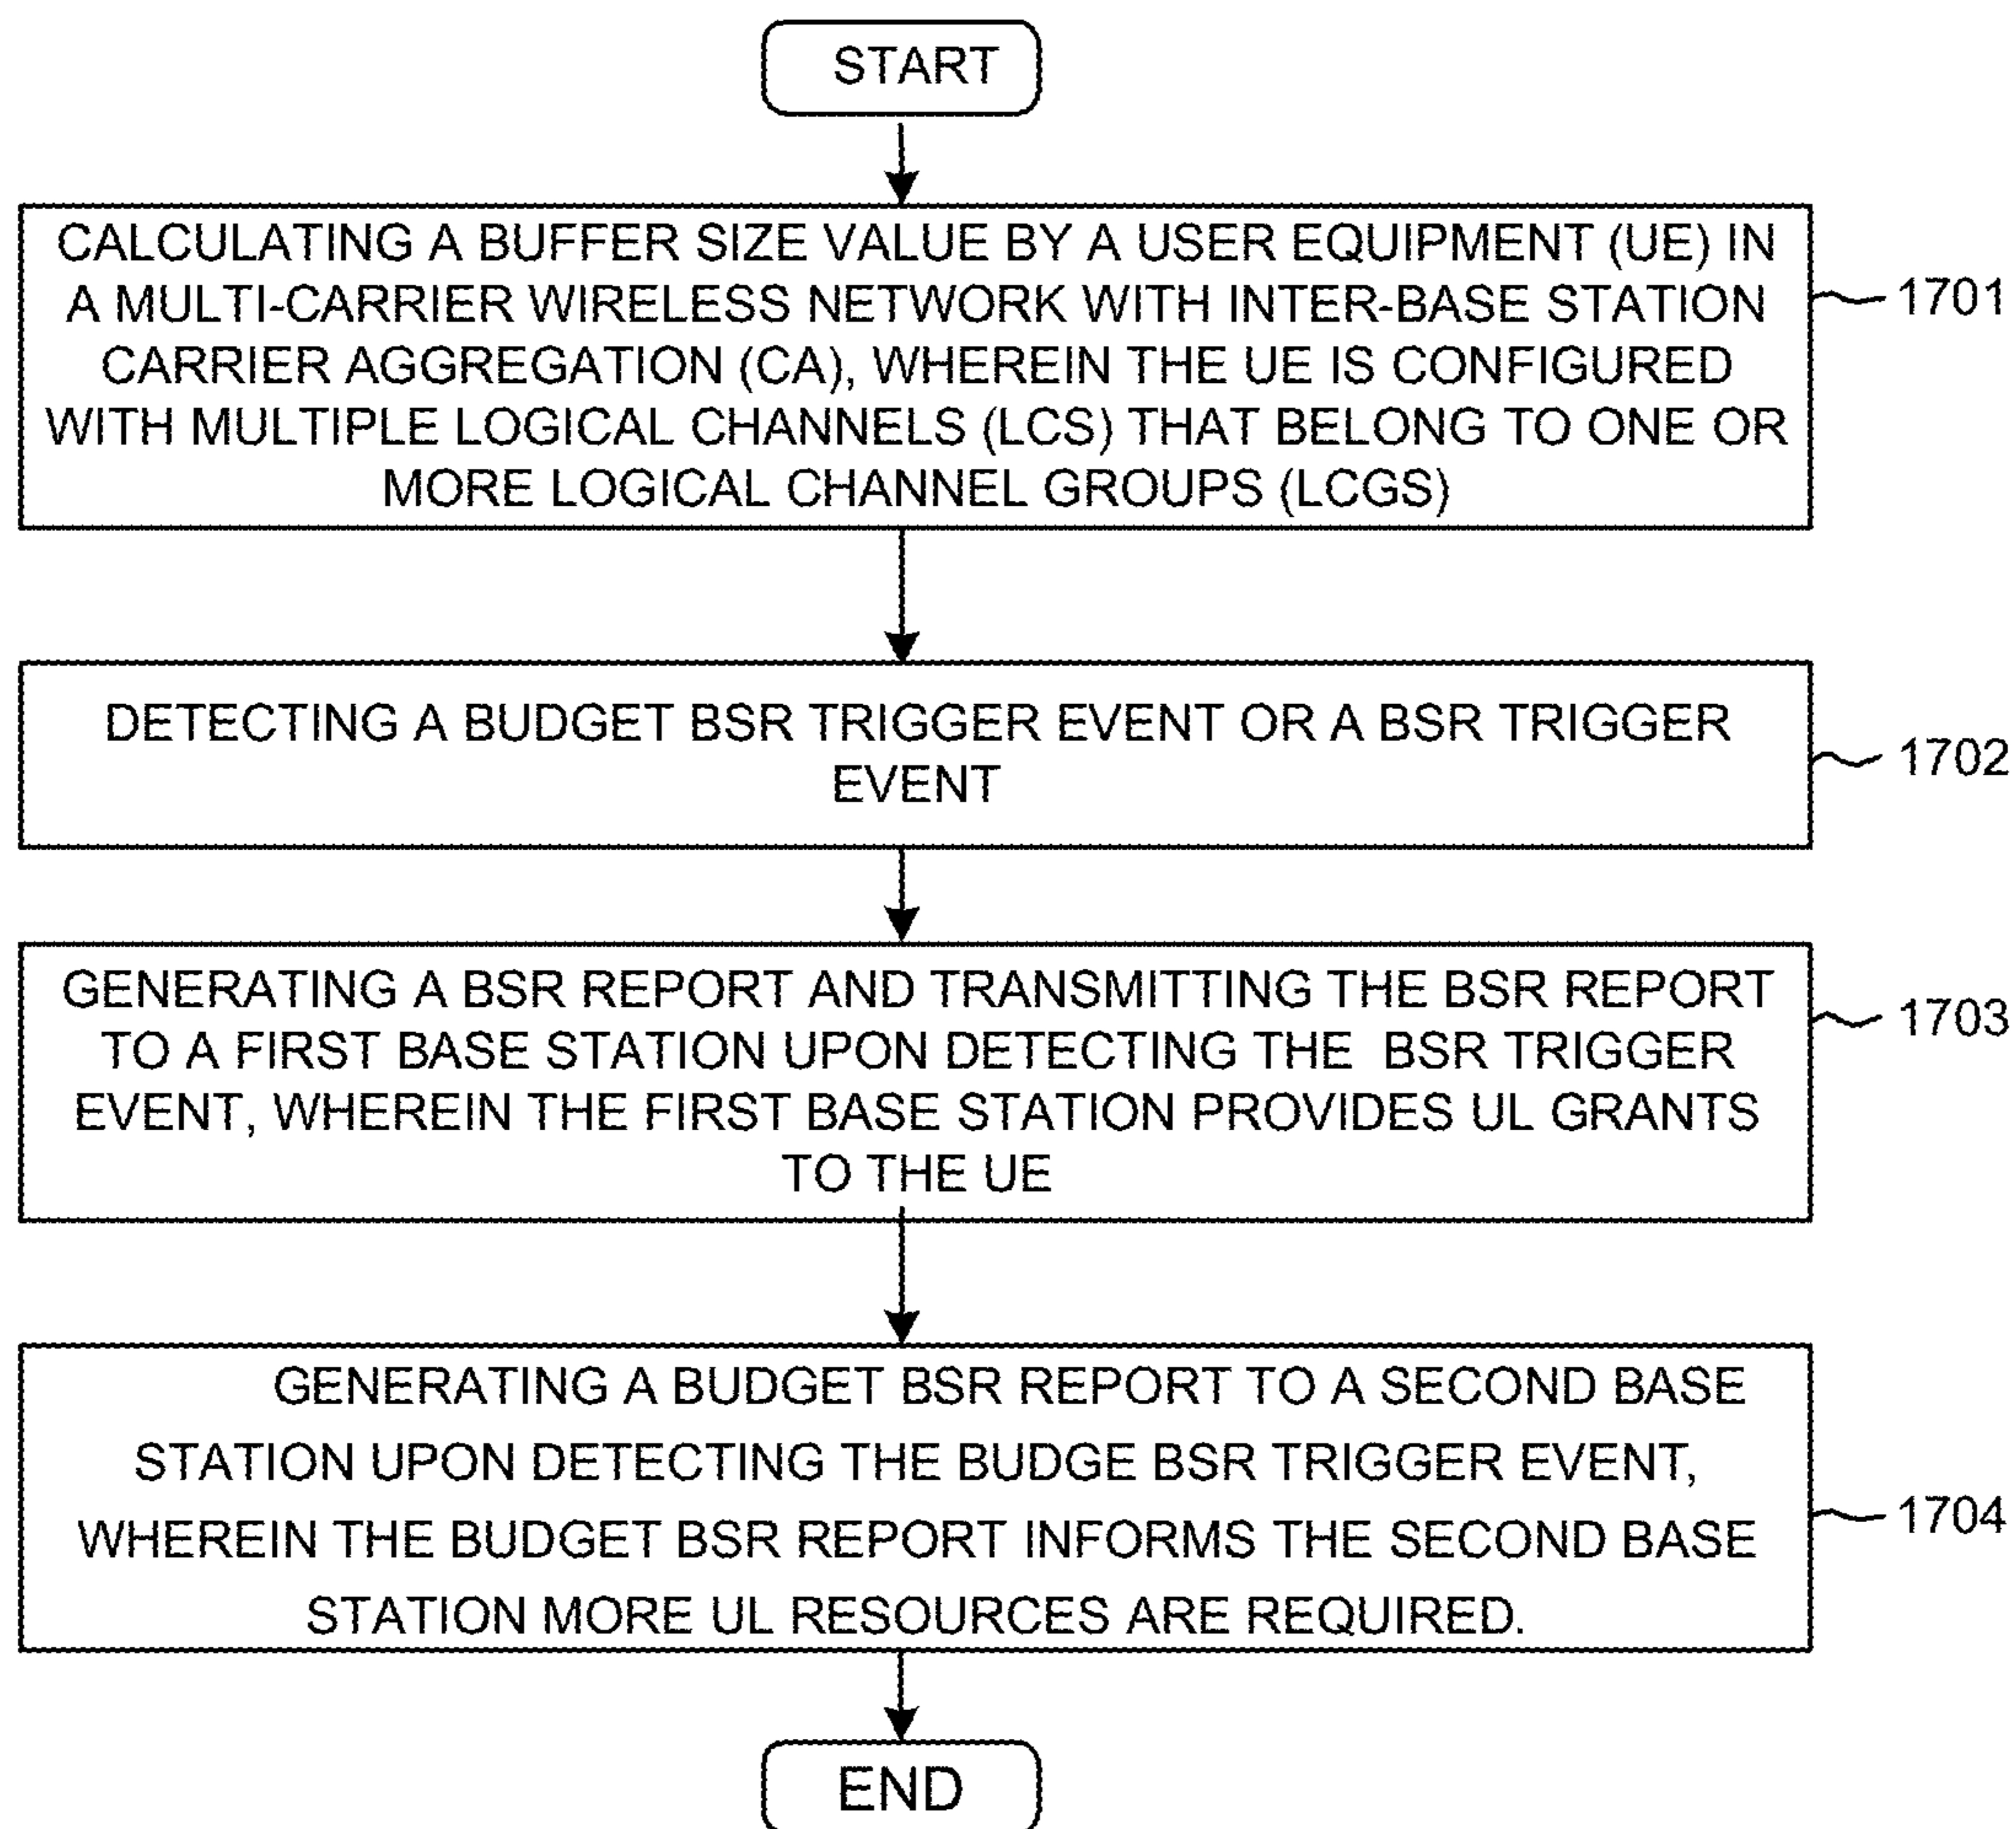 START
CALCULATING A BUFFER SIZE VALUE BY A USER EQUIPMENT (UE) IN
A MULTI-CARRIER WIRELESS NETWORK WITH INTER-BASE STATION
CARRIER AGGREGATION (CA), WHEREIN THE UE IS CONFIGURED
WITH MULTIPLE LOGICAL CHANNELS (LCS) THAT BELONG TO ONE OR
MORE LOGICAL CHANNEL GROUPS (LCGS)
1701
DETECTING A BUDGET BSR TRIGGER EVENT OR A BSR TRIGGER
EVENT
1702
GENERATING A BSR REPORT AND TRANSMITTING THE BSR REPORT
TO A FIRST BASE STATION UPON DETECTING THE BSR TRIGGER
EVENT, WHEREIN THE FIRST BASE STATION PROVIDES UL GRANTS
TO THE UE
1703
GENERATING A BUDGET BSR REPORT TO A SECOND BASE
STATION UPON DETECTING THE BUDGE BSR TRIGGER EVENT,
WHEREIN THE BUDGET BSR REPORT INFORMS THE SECOND BASE
STATION MORE UL RESOURCES ARE REQUIRED.
1704
END